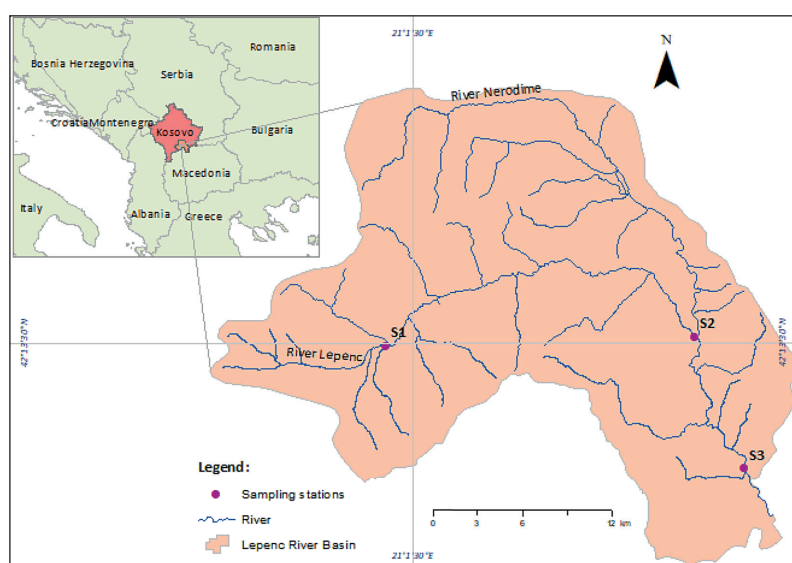 21°1'30"E
Romania
Bosnia Herzegovina
Serbia
N
River Nerodime
CroatiaMontenegro
Kosovo
Bulgaria
Macedonia
Italy
Albania
Greece
S1
S2
42°13'30"N
River Lepenc
42°13'30"N
S3
Legend:
Sampling stations
River
Lepenc River Basin
0 3 6 12 km
21°1'30"E